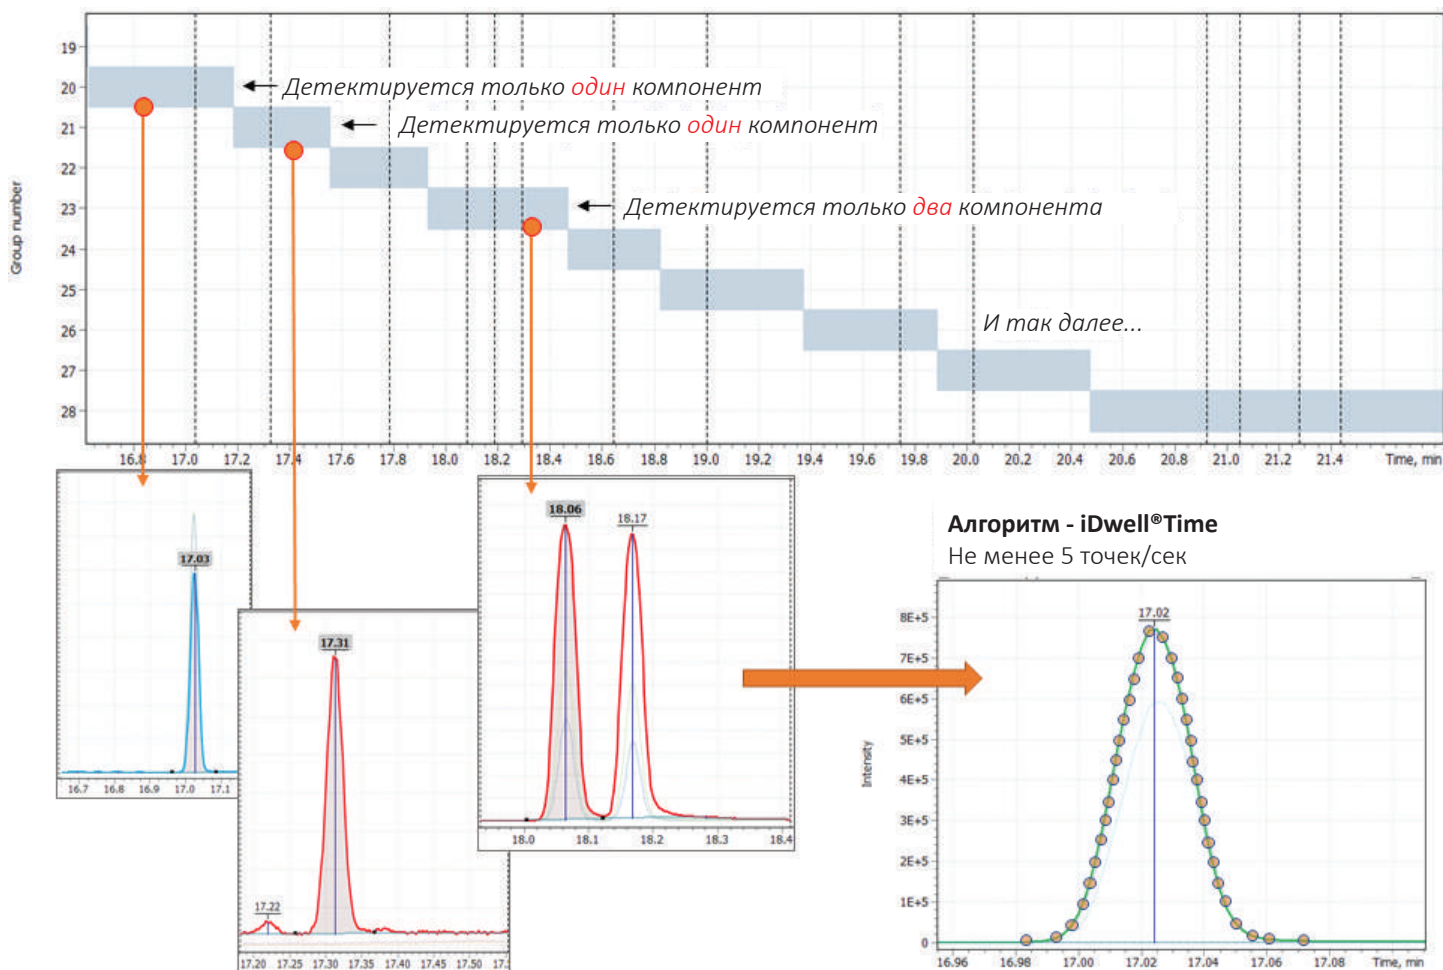 Group number
19
20
21
22
23
24
25
26
27
28
Детектируется только один компонент
Детектируется только один компонент
Детектируется только два компонента
И так далее...
16.8 17.0 17.2 17.4 17.6 17.8 18.0 18.2 18.4 18.6 18.8 19.0 19.2 19.4 19.6 19.8 20.0 20.2 20.4 20.6 20.8 21.0 21.2 21.4 Time, min
17.03
16.7 16.8 16.9 17.0 17.1
17.31
17.22
17.20 17.25 17.30 17.35 17.40 17.45 17.50
18.06
18.17
18.0 18.1 18.2 18.3 18.4
Алгоритм - iDwell®Time
Не менее 5 точек/сек
17.02
Intensity
8E+5
7E+5
6E+5
5E+5
4E+5
3E+5
2E+5
1E+5
0
16.96 16.98 17.00 17.02 17.04 17.06 17.08 Time, min